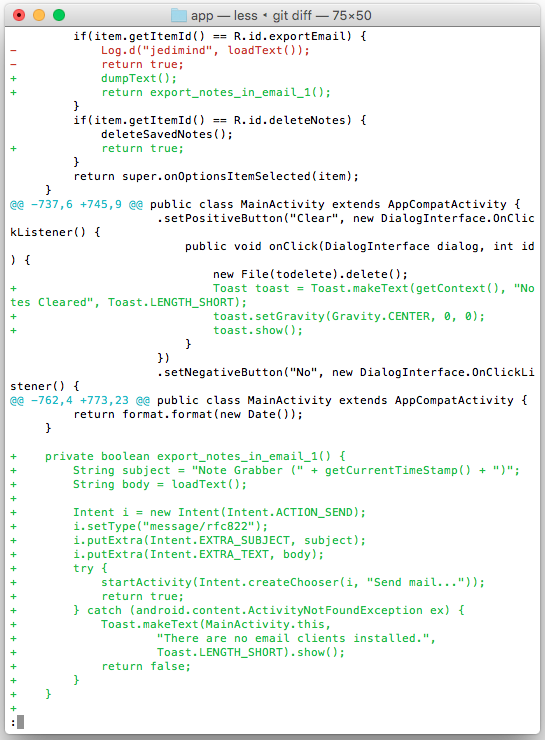 app — less • git diff — 75×50
        if(item.getItemId() == R.id.exportEmail) {
-            Log.d("jedimind", loadText());
-            return true;
+            dumpText();
+            return export_notes_in_email_1();
         }
         if(item.getItemId() == R.id.deleteNotes) {
             deleteSavedNotes();
+            return true;
         }
         return super.onOptionsItemSelected(item);
     }
@@ -737,6 +745,9 @@ public class MainActivity extends AppCompatActivity {
                     .setPositiveButton("Clear", new DialogInterface.OnClic
kListener() {
                         public void onClick(DialogInterface dialog, int id
) {
                             new File(todelete).delete();
+                            Toast toast = Toast.makeText(getContext(), "No
tes Cleared", Toast.LENGTH_SHORT);
+                            toast.setGravity(Gravity.CENTER, 0, 0);
+                            toast.show();
                         }
                     })
                     .setNegativeButton("No", new DialogInterface.OnClickLi
stener() {
@@ -762,4 +773,23 @@ public class MainActivity extends AppCompatActivity {
         return format.format(new Date());
     }

+    private boolean export_notes_in_email_1() {
+        String subject = "Note Grabber (" + getCurrentTimeStamp() + ")";
+        String body = loadText();
+
+        Intent i = new Intent(Intent.ACTION_SEND);
+        i.setType("message/rfc822");
+        i.putExtra(Intent.EXTRA_SUBJECT, subject);
+        i.putExtra(Intent.EXTRA_TEXT, body);
+        try {
+            startActivity(Intent.createChooser(i, "Send mail..."));
+            return true;
+        } catch (android.content.ActivityNotFoundException ex) {
+            Toast.makeText(MainActivity.this,
+                    "There are no email clients installed.",
+                    Toast.LENGTH_SHORT).show();
+            return false;
+        }
+    }
+
: